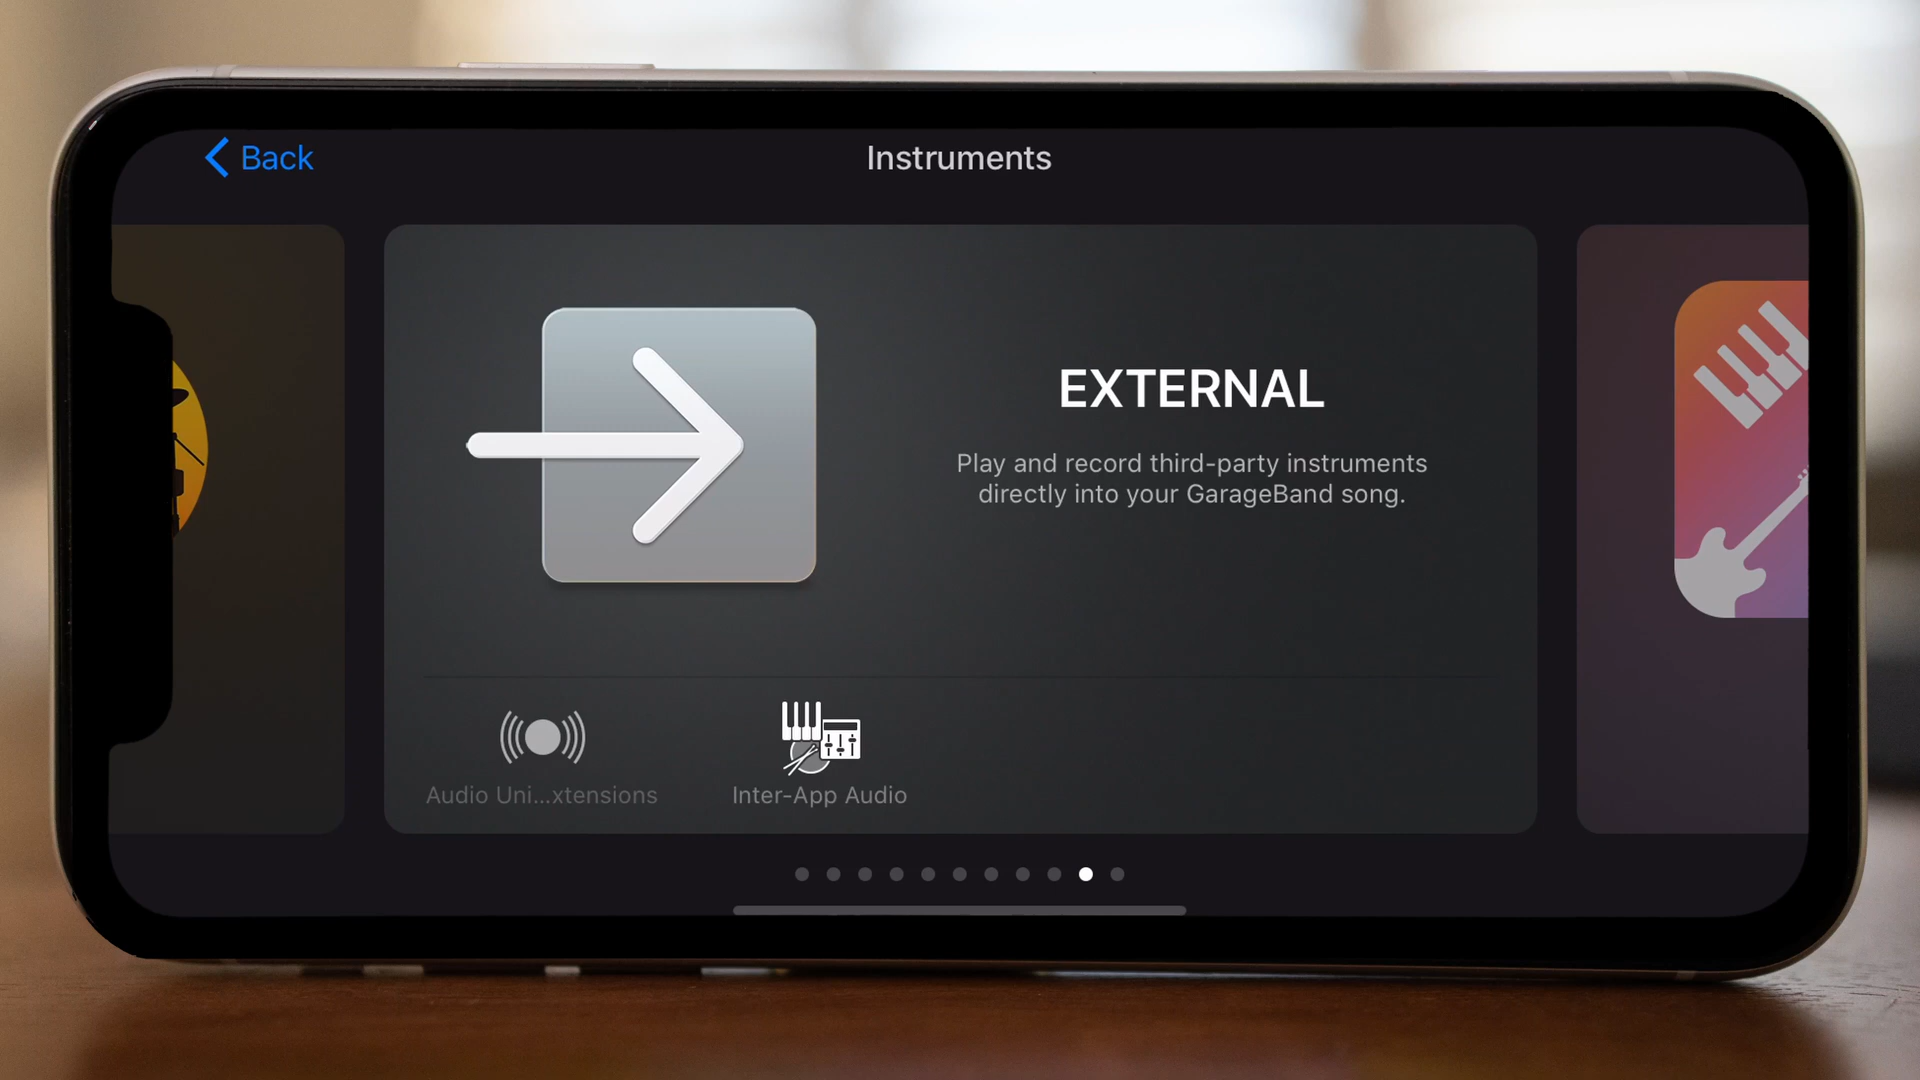 Back
Instruments
EXTERNAL
Play and record third-party instruments
directly into your GarageBand song.
Audio Uni...xtensions
Inter-App Audio